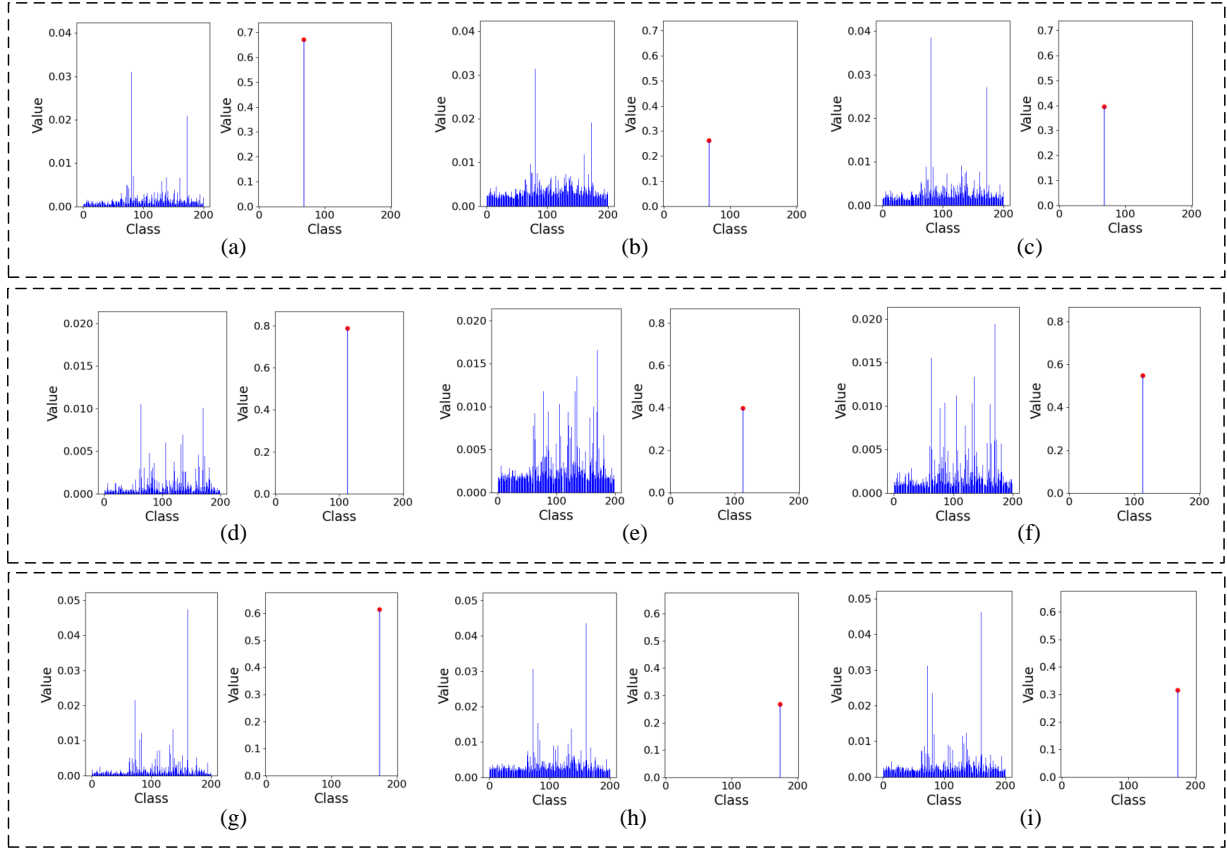 0.04
0.03
0.02
0.01
0.00
Value
0 100 200
Class
0.7
0.6
0.5
0.4
0.3
0.2
0.1
0.0
Value
0 100 200
Class
(a)
0.04
0.03
0.02
0.01
0.00
Value
0 100 200
Class
0.7
0.6
0.5
0.4
0.3
0.2
0.1
0.0
Value
0 100 200
Class
(b)
0.04
0.03
0.02
0.01
0.00
Value
0 100 200
Class
0.7
0.6
0.5
0.4
0.3
0.2
0.1
0.0
Value
0 100 200
Class
(c)
0.020
0.015
0.010
0.005
0.000
Value
0 100 200
Class
0.8
0.6
0.4
0.2
0.0
Value
0 100 200
Class
(d)
0.020
0.015
0.010
0.005
0.000
Value
0 100 200
Class
0.8
0.6
0.4
0.2
0.0
Value
0 100 200
Class
(e)
0.020
0.015
0.010
0.005
0.000
Value
0 100 200
Class
0.8
0.6
0.4
0.2
0.0
Value
0 100 200
Class
(f)
0.05
0.04
0.03
0.02
0.01
0.00
Value
0 100 200
Class
0.6
0.5
0.4
0.3
0.2
0.1
0.0
Value
0 100 200
Class
(g)
0.05
0.04
0.03
0.02
0.01
0.00
Value
0 100 200
Class
0.6
0.5
0.4
0.3
0.2
0.1
0.0
Value
0 100 200
Class
(h)
0.05
0.04
0.03
0.02
0.01
0.00
Value
0 100 200
Class
0.6
0.5
0.4
0.3
0.2
0.1
0.0
Value
0 100 200
Class
(i)